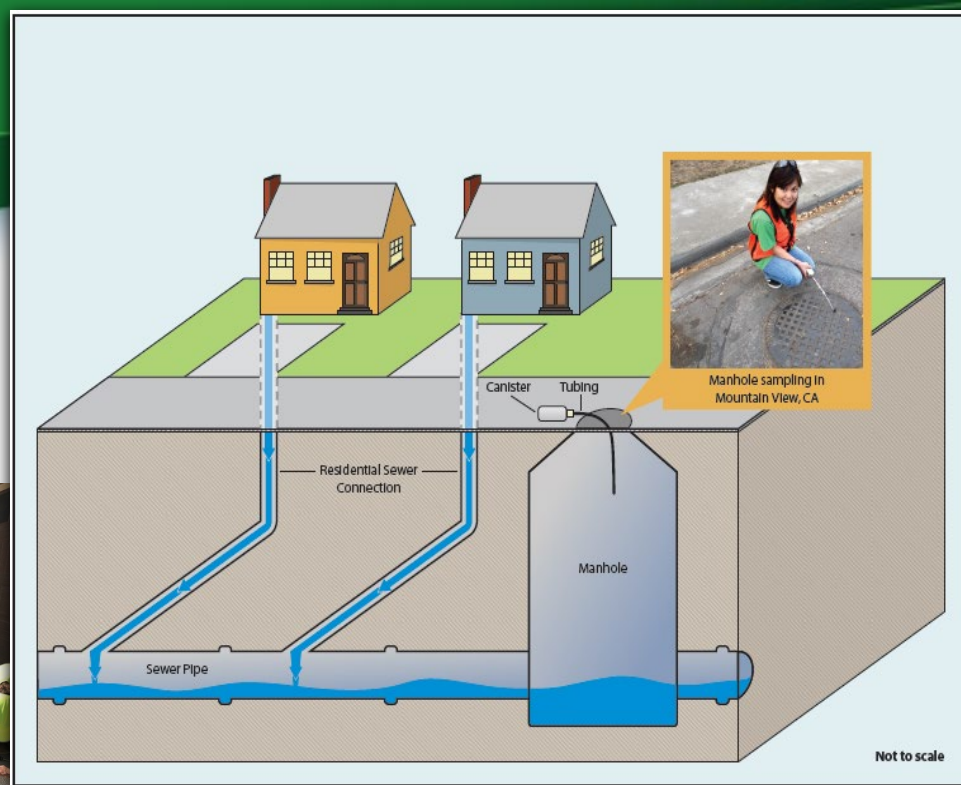 Manhole sampling in
Mountain View, CA
Canister
Tubing
Residential Sewer
Connection
Manhole
Sewer Pipe
Not to scale